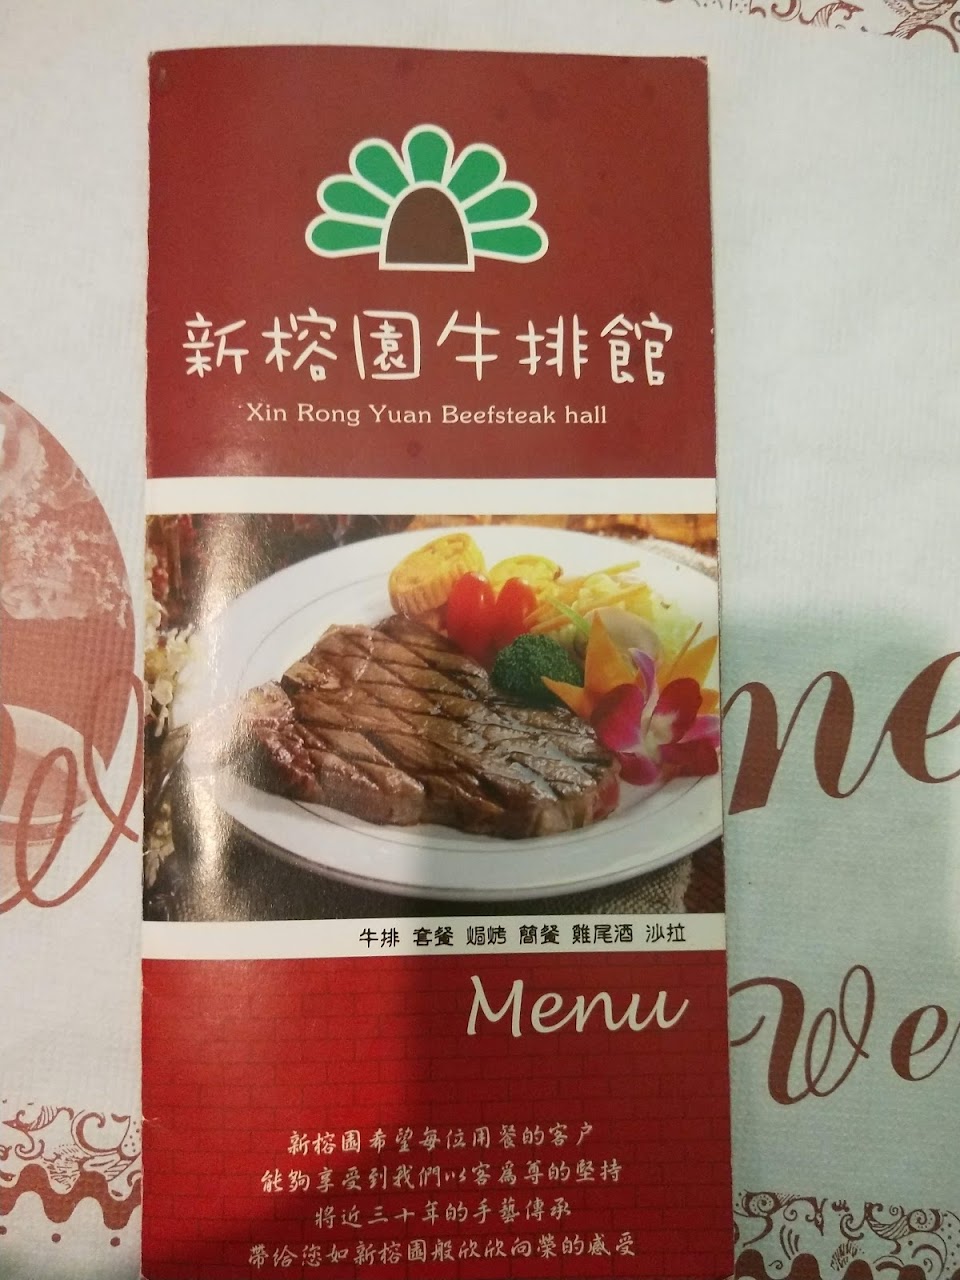 新榕園牛排館
Xin Rong Yuan Beefsteak hall
牛排 套餐 焗烤 簡餐 雞尾酒 沙拉
Menu
新榕園希望每位用餐的客户
能夠享受到我們以客為尊的堅持
將近三十年的手藝傳承
帶給您如新榕園般欣欣向榮的感受
me
We